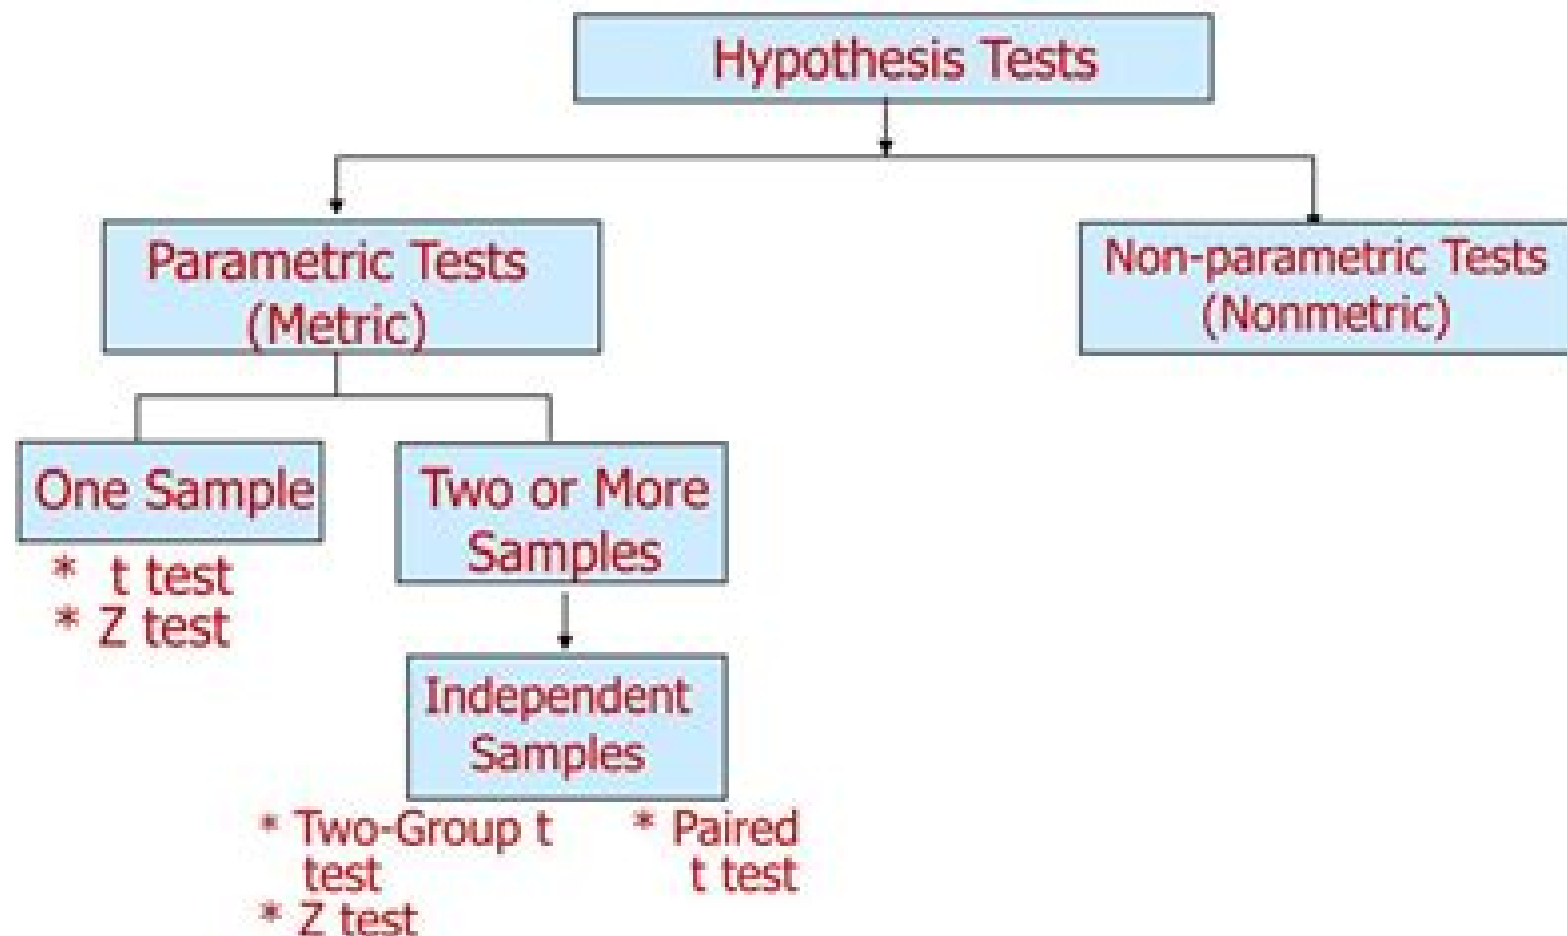 Hypothesis Tests
Parametric Tests
(Metric)
Non-parametric Tests
(Nonmetric)
One Sample
* t test
* Z test
Two or More
Samples
Independent
Samples
* Two-Group t
test
* Z test
* Paired
t test